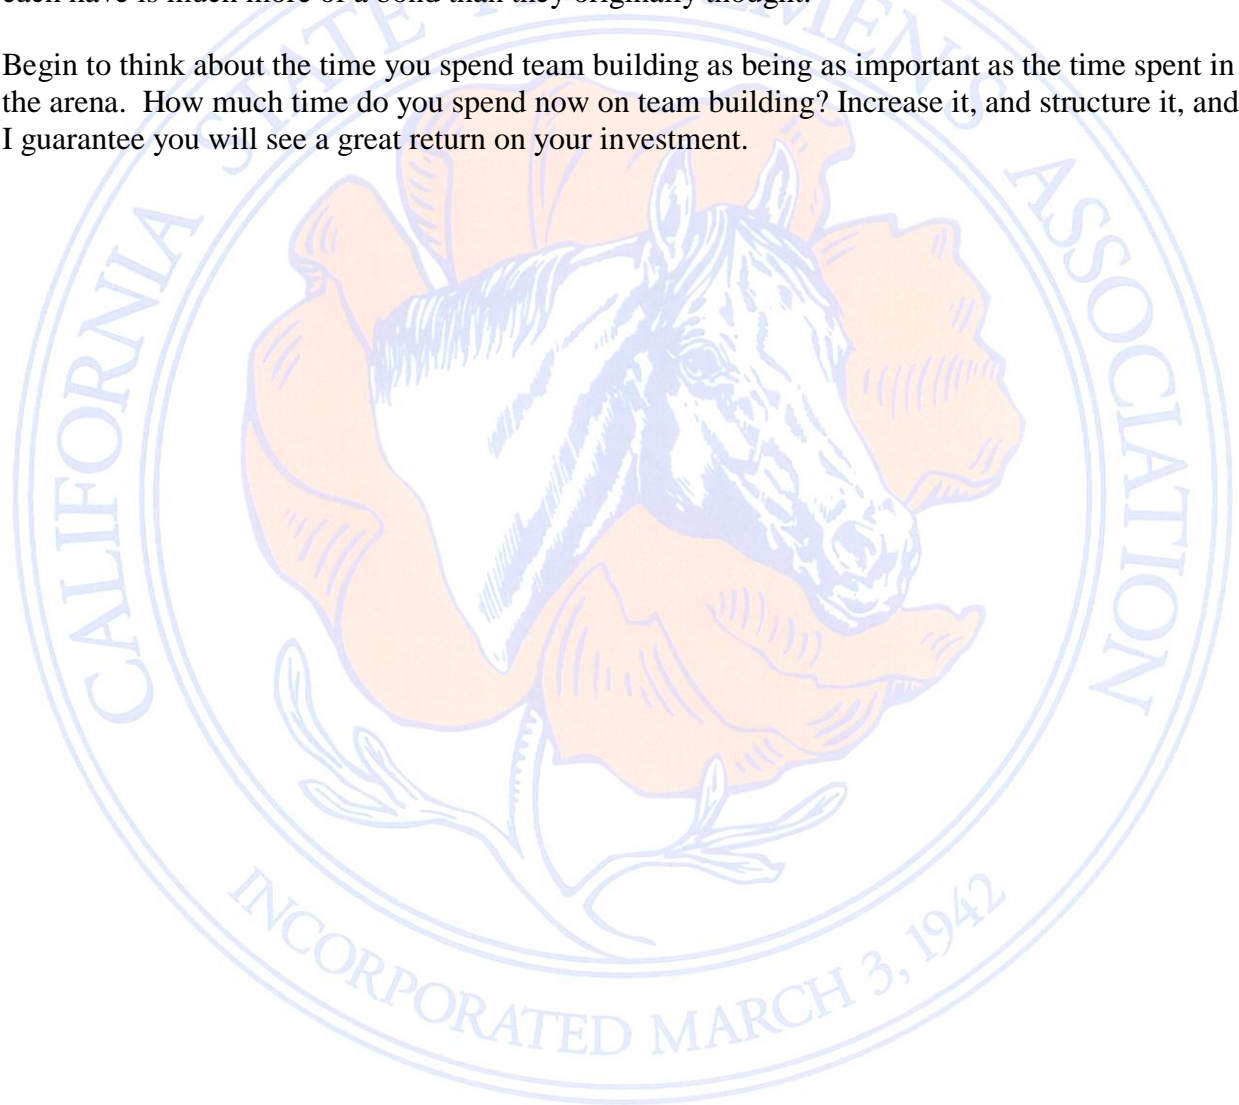 each have is much more of a bond than they originally thought.
Begin to think about the time you spend team building as being as important as the time spent in
the arena.  How much time do you spend now on team building? Increase it, and structure it, and
I guarantee you will see a great return on your investment.
CALIFORNIA STATE HORSEMEN'S ASSOCIATION
INCORPORATED MARCH 3, 1942